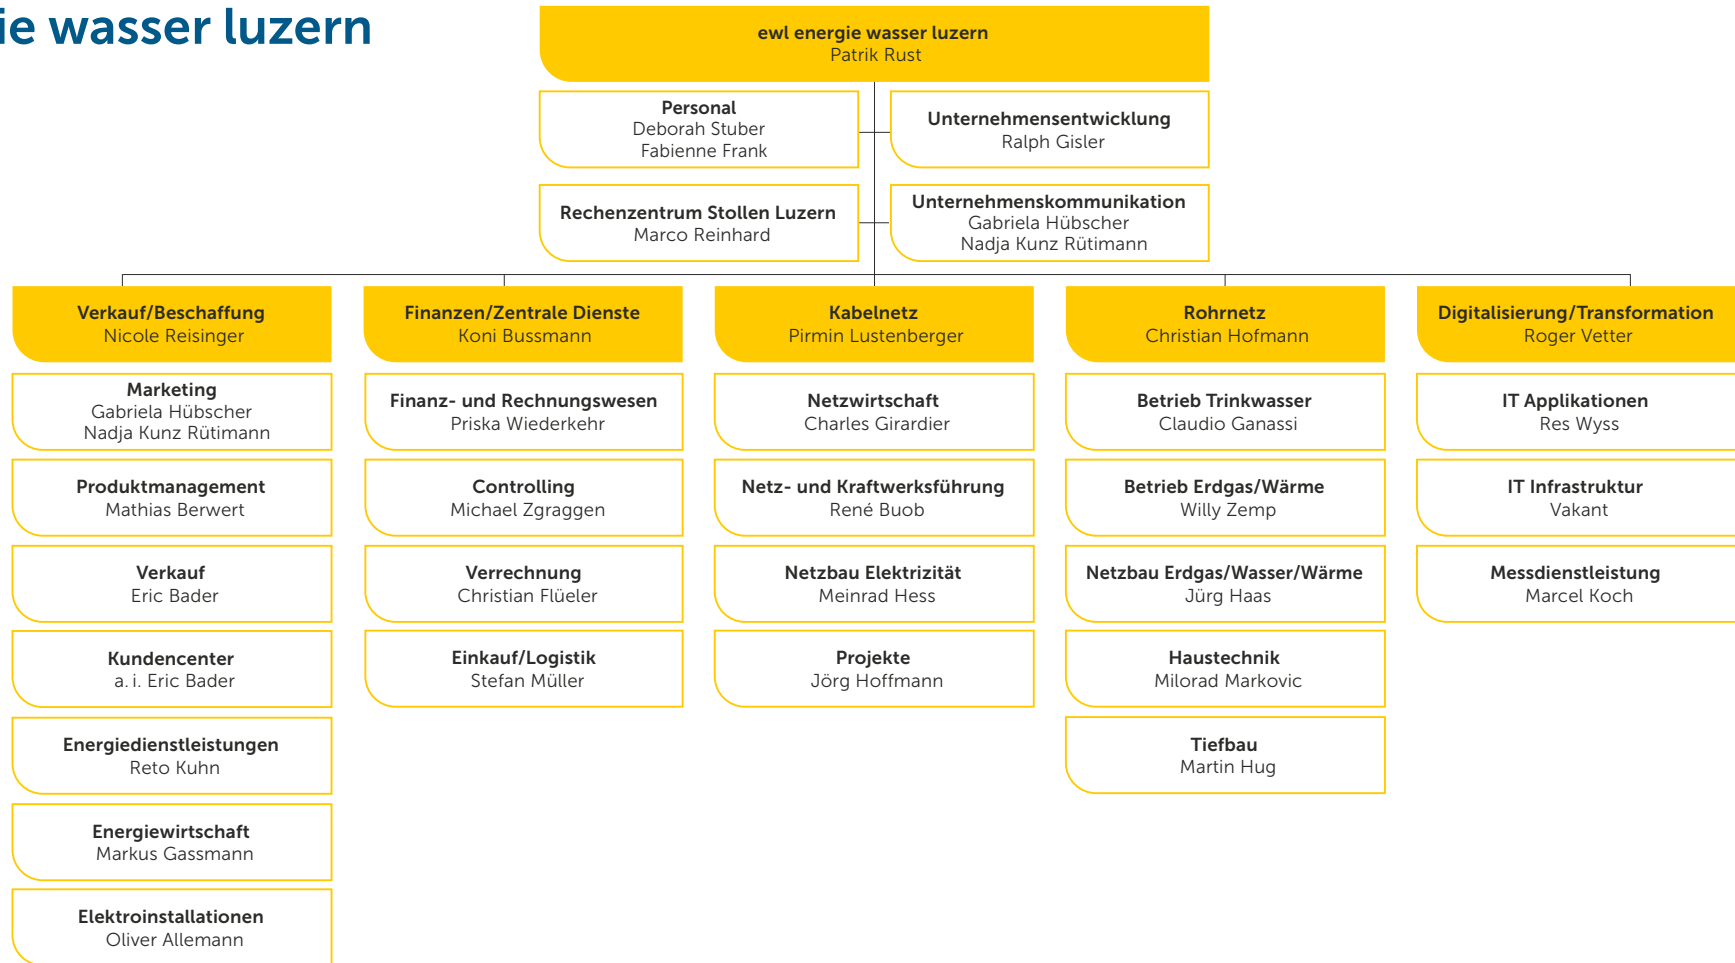 ie wasser luzern
ewl energie wasser luzern
Patrik Rust
Personal
Deborah Stuber
Fabienne Frank
Unternehmensentwicklung
Ralph Gisler
Rechenzentrum Stollen Luzern
Marco Reinhard
Unternehmenskommunikation
Gabriela Hübscher
Nadja Kunz Rütimann
Verkauf/Beschaffung
Nicole Reisinger
Marketing
Gabriela Hübscher
Nadja Kunz Rütimann
Produktmanagement
Mathias Berwert
Verkauf
Eric Bader
Kundencenter
a. i. Eric Bader
Energiedienstleistungen
Reto Kuhn
Energiewirtschaft
Markus Gassmann
Elektroinstallationen
Oliver Allemann
Finanzen/Zentrale Dienste
Koni Bussmann
Finanz- und Rechnungswesen
Priska Wiederkehr
Controlling
Michael Zgraggen
Verrechnung
Christian Flüeler
Einkauf/Logistik
Stefan Müller
Kabelnetz
Pirmin Lustenberger
Netzwirtschaft
Charles Girardier
Netz- und Kraftwerksführung
René Buob
Netzbau Elektrizität
Meinrad Hess
Projekte
Jörg Hoffmann
Rohrnetz
Christian Hofmann
Betrieb Trinkwasser
Claudio Ganassi
Betrieb Erdgas/Wärme
Willy Zemp
Netzbau Erdgas/Wasser/Wärme
Jürg Haas
Haustechnik
Milorad Markovic
Tiefbau
Martin Hug
Digitalisierung/Transformation
Roger Vetter
IT Applikationen
Res Wyss
IT Infrastruktur
Vakant
Messdienstleistung
Marcel Koch